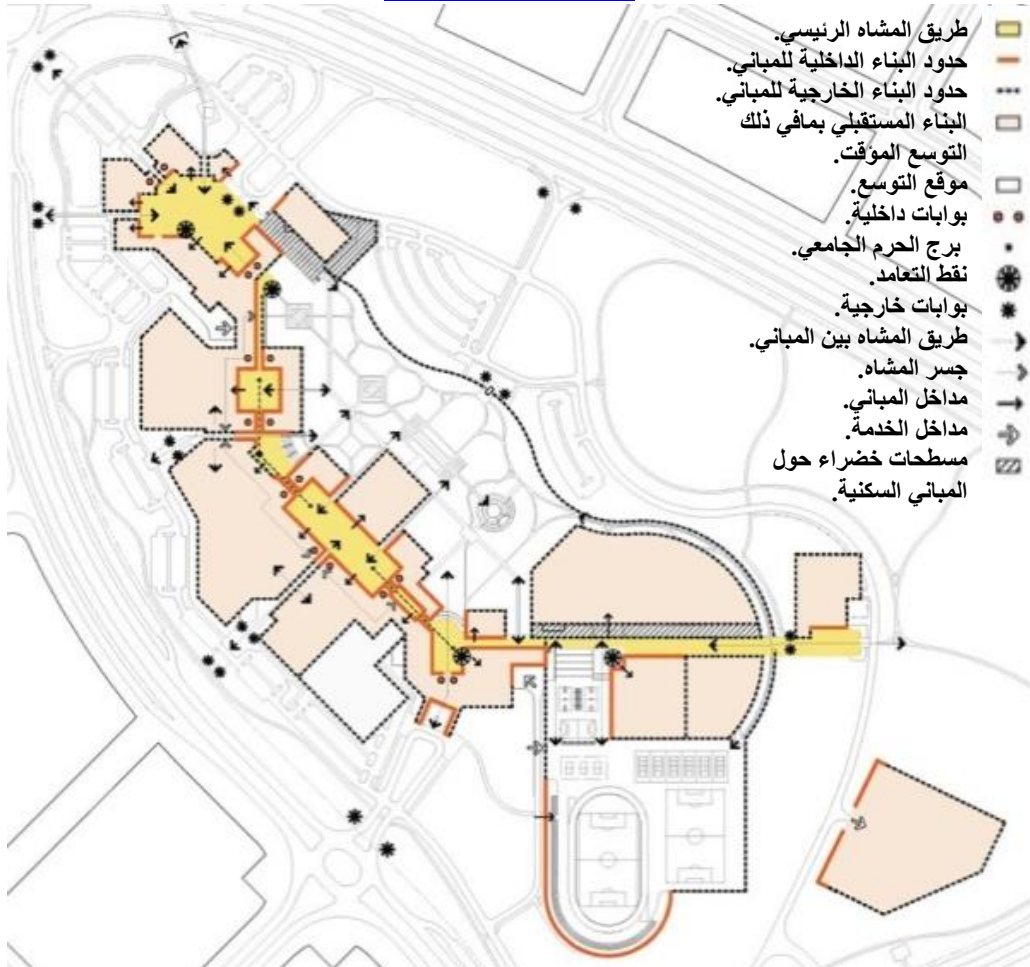 طريق المشاه الرئيسي.
حدود البناء الداخلية للمباني.
حدود البناء الخارجية للمباني.
البناء المستقبلي بمافي ذلك
التوسع المؤقت.
موقع التوسع.
بوابات داخلية.
برج الحرم الجامعي.
نقط التعامد.
بوابات خارجية.
طريق المشاه بين المباني.
جسر المشاه.
مداخل المباني.
مداخل الخدمة.
مسطحات خضراء حول
المباني السكنية.